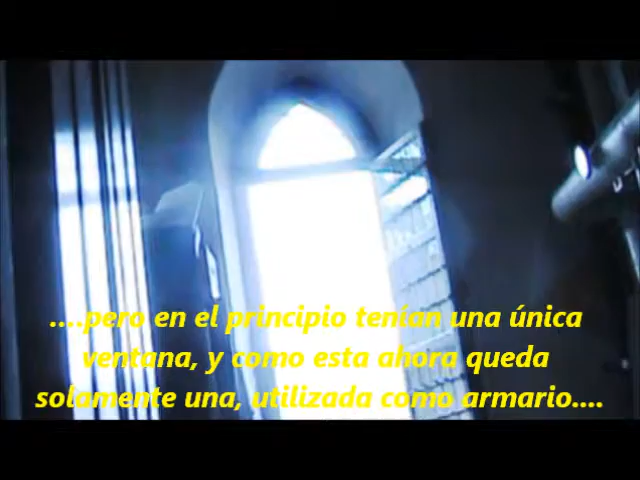 ....pero en el principio tenían una única
ventana, y como esta ahora queda
solamente una, utilizada como armario....